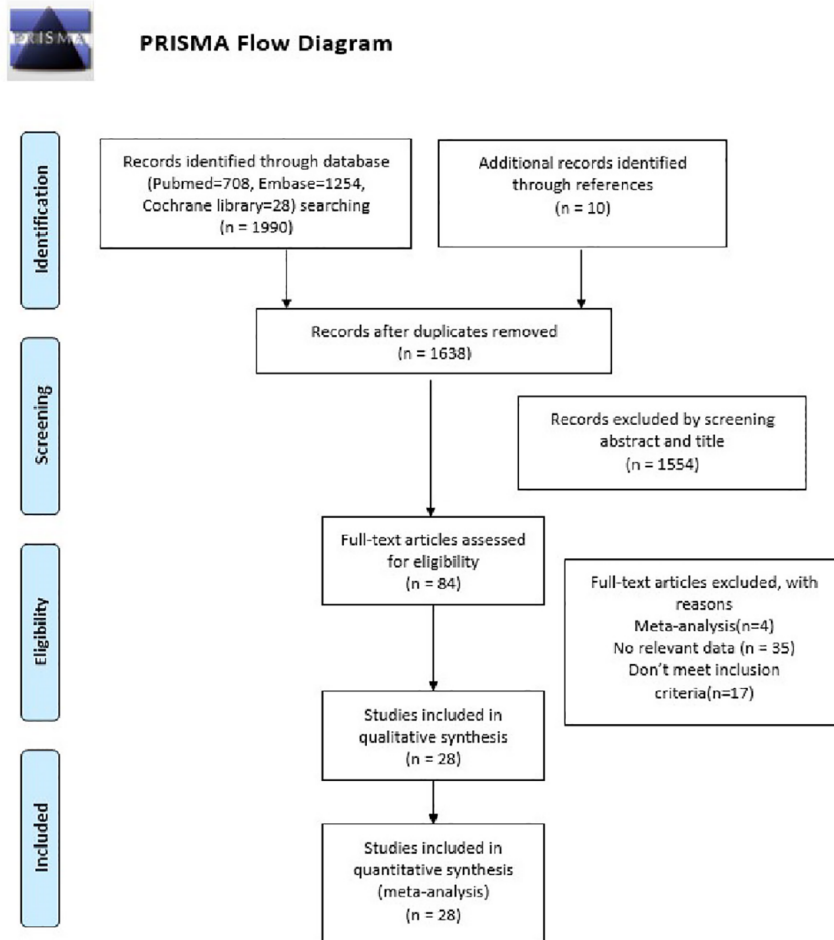 PRISMA
PRISMA Flow Diagram
Identification
Records identified through database
(Pubmed=708, Embase=1254,
Cochrane library=28) searching
(n = 1990)
Additional records identified
through references
(n = 10)
Records after duplicates removed
(n = 1638)
Screening
Records excluded by screening
abstract and title
(n = 1554)
Full-text articles assessed
for eligibility
(n = 84)
Eligibility
Full-text articles excluded, with
reasons
Meta-analysis(n=4)
No relevant data (n = 35)
Don't meet inclusion
criteria(n=17)
Studies included in
qualitative synthesis
(n = 28)
Included
Studies included in
quantitative synthesis
(meta-analysis)
(n = 28)